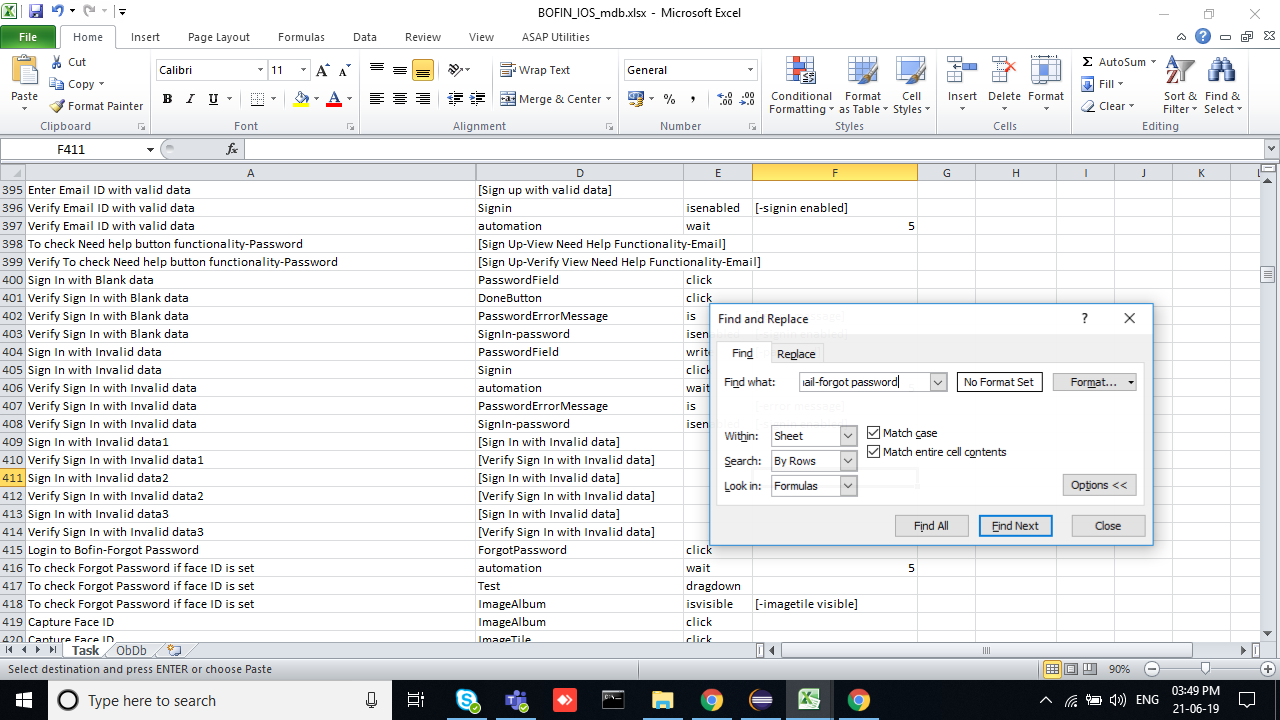 BOFIN_IOS_mdb.xlsx - Microsoft Excel
File Home Insert Page Layout Formulas Data Review View ASAP Utilities
Paste Cut Copy Format Painter
Calibri 11 B I U
Wrap Text Merge & Center
General % ,
Conditional Formatting Format as Table Cell Styles
Insert Delete Format
Σ AutoSum Fill Clear Sort & Filter Find & Select
Clipboard Font Alignment Number Styles Cells Editing
F411 fx
A D E F G H I J K L
395 Enter Email ID with valid data [Sign up with valid data]
396 Verify Email ID with valid data Signin isenabled [-signin enabled]
397 Verify Email ID with valid data automation wait 5
398 To check Need help button functionality-Password [Sign Up-View Need Help Functionality-Email]
399 Verify To check Need help button functionality-Password [Sign Up-Verify View Need Help Functionality-Email]
400 Sign In with Blank data PasswordField click
401 Verify Sign In with Blank data DoneButton click
402 Verify Sign In with Blank data PasswordErrorMessage is
403 Verify Sign In with Blank data SignIn-password isen
404 Sign In with Invalid data PasswordField write
405 Sign In with Invalid data Signin click
406 Verify Sign In with Invalid data automation wait
407 Verify Sign In with Invalid data PasswordErrorMessage is
408 Verify Sign In with Invalid data SignIn-password isen
409 Sign In with Invalid data1 [Sign In with Invalid data]
410 Verify Sign In with Invalid data1 [Verify Sign In with Invalid data]
411 Sign In with Invalid data2 [Sign In with Invalid data]
412 Verify Sign In with Invalid data2 [Verify Sign In with Invalid data]
413 Sign In with Invalid data3 [Sign In with Invalid data]
414 Verify Sign In with Invalid data3 [Verify Sign In with Invalid data]
415 Login to Bofin-Forgot Password ForgotPassword click
416 To check Forgot Password if face ID is set automation wait 5
417 To check Forgot Password if face ID is set Test dragdown
418 To check Forgot Password if face ID is set ImageAlbum isvisible [-imagetile visible]
419 Capture Face ID ImageAlbum click
420 Capture Face ID ImageTile click
Find and Replace ?
Find Replace
Find what: ail-forgot password No Format Set Format...
Within: Sheet Match case
Match entire cell contents
Search: By Rows
Look in: Formulas Options <<
Find All Find Next Close
Task ObDb
Select destination and press ENTER or choose Paste 90%
Type here to search
ENG
03:49 PM
21-06-19